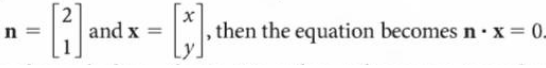 n = [2 1] and x = [x y], then the equation becomes n · x = 0.